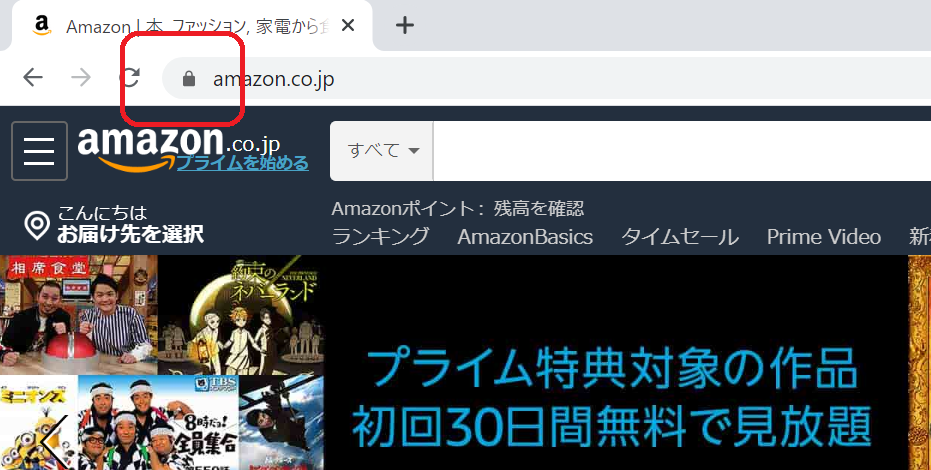 Amazon | 本, ファッション, 家電から
amazon.co.jp
amazon.co.jp
プライムを始める
すべて
こんにちは
お届け先を選択
Amazonポイント: 残高を確認
ランキング AmazonBasics タイムセール Prime Video 新
相席食堂
約束のネバーランド
NEVERLAND
プライム特典対象の作品
初回30日間無料で見放題
ミニオンズ
TBS
8時だョ!
全員集合